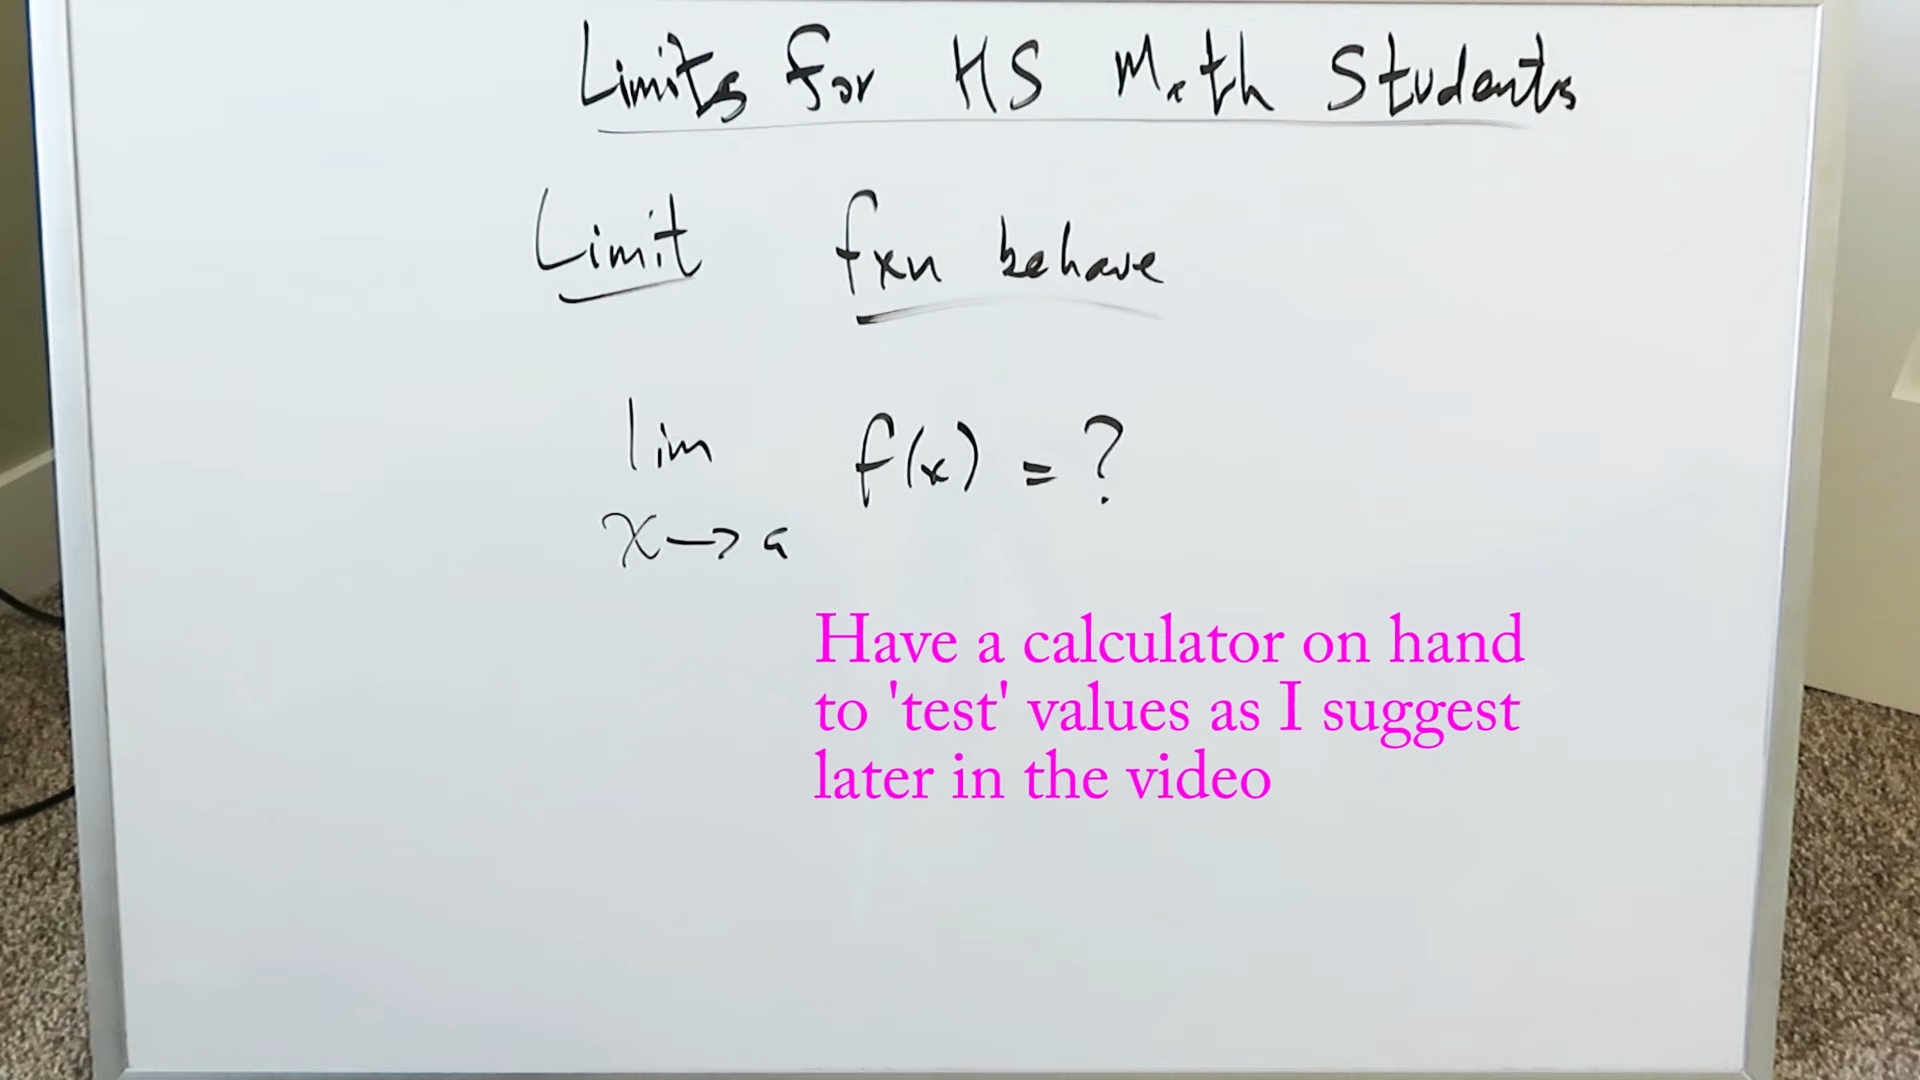 Limits for HS Math Students
Limit fxn behave
lim f(x) = ?
x→a
Have a calculator on hand
to 'test' values as I suggest
later in the video